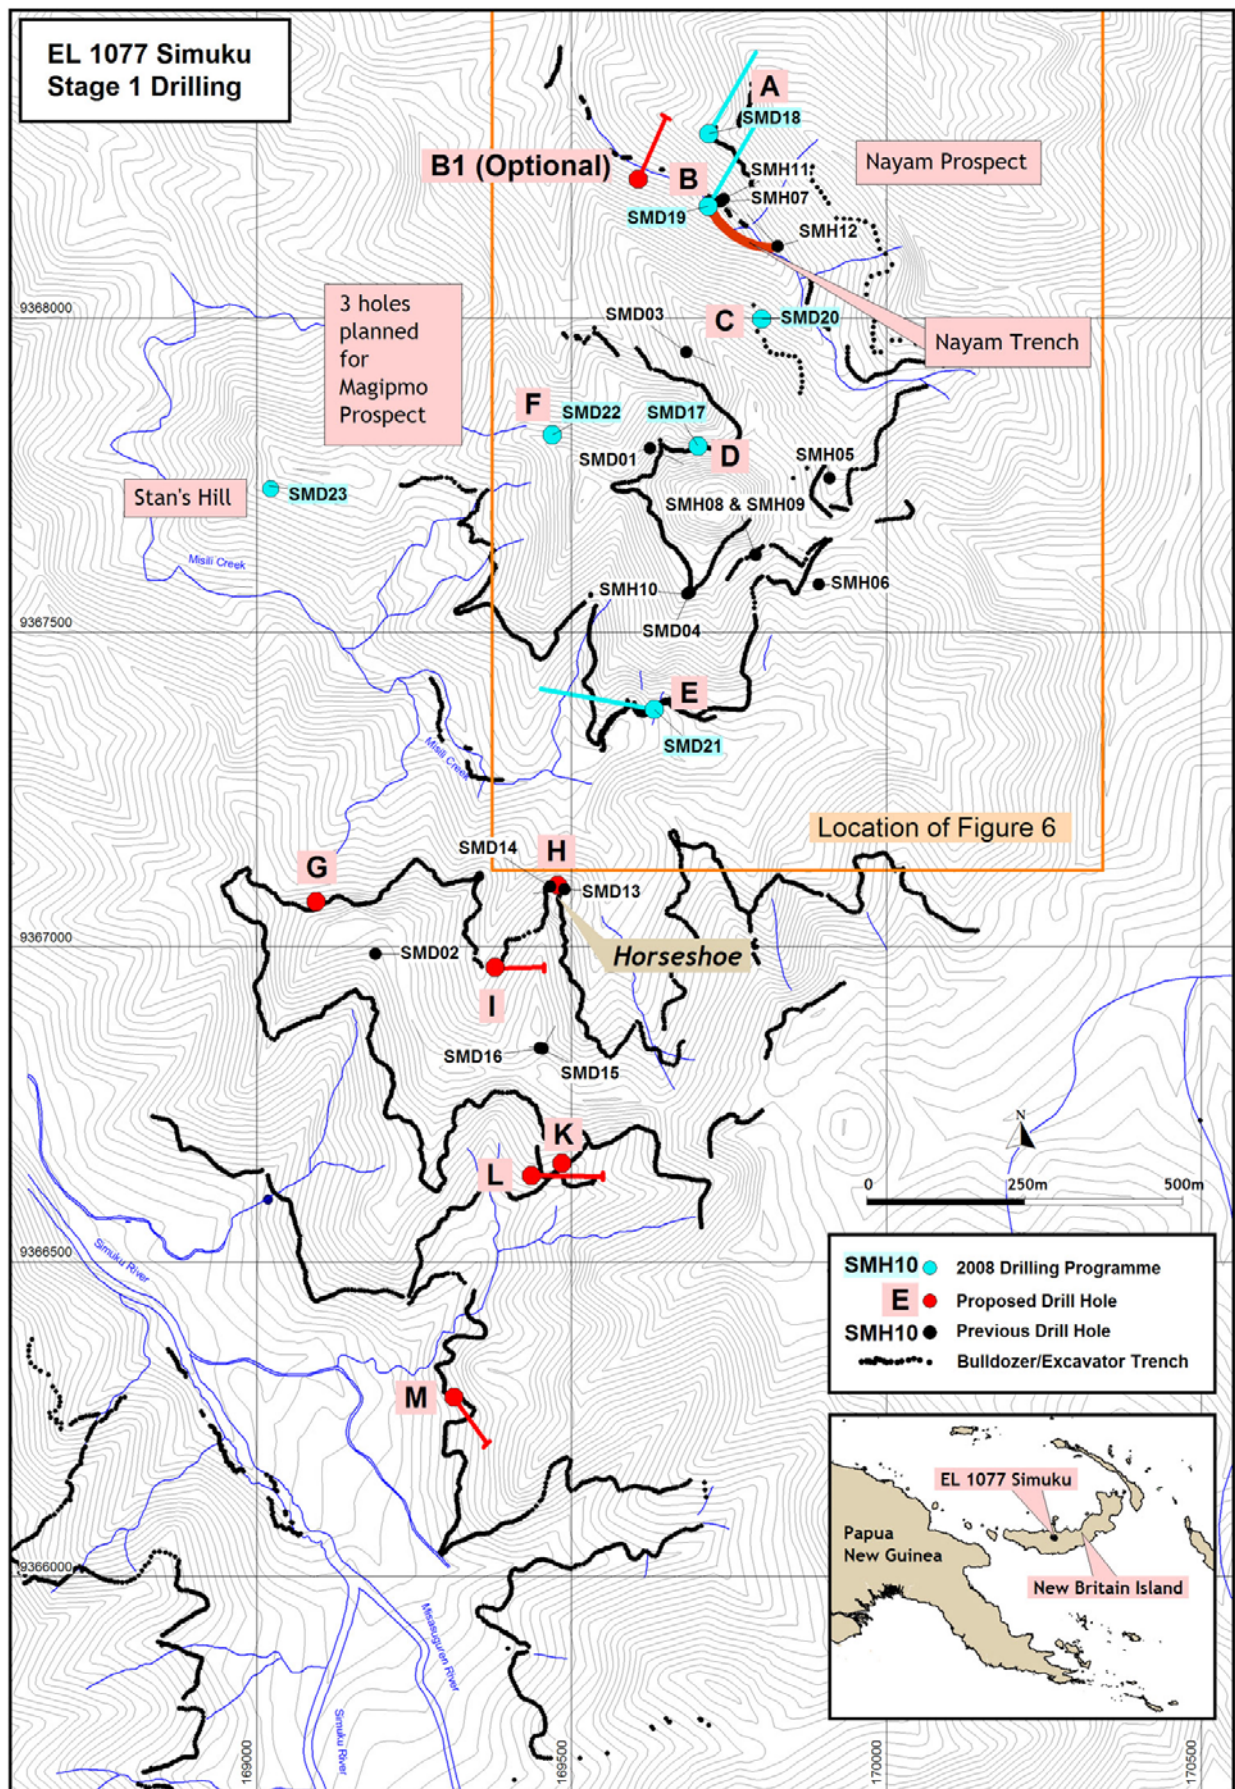 EL 1077 Simuku
Stage 1 Drilling
A
SMD18
B1 (Optional)
B
SMH11
SMH07
SMD19
SMH12
Nayam Prospect
9368000
3 holes
planned
for
Magipmo
Prospect
SMD03
C
SMD20
Nayam Trench
F
SMD22
SMD17
SMD01
D
SMH05
Stan's Hill
SMD23
SMH08 & SMH09
Misili Creek
SMH10
SMH06
SMD04
9367500
E
SMD21
Misili Creek
Location of Figure 6
SMD14
H
G
SMD13
9367000
SMD02
Horseshoe
I
SMD16
SMD15
K
L
N
0
250m
500m
9366500
Simuku River
SMH10
2008 Drilling Programme
E
Proposed Drill Hole
SMH10
Previous Drill Hole
Bulldozer/Excavator Trench
M
EL 1077 Simuku
Papua
New Guinea
New Britain Island
9366000
Simuku River
169000
169500
170000
170500